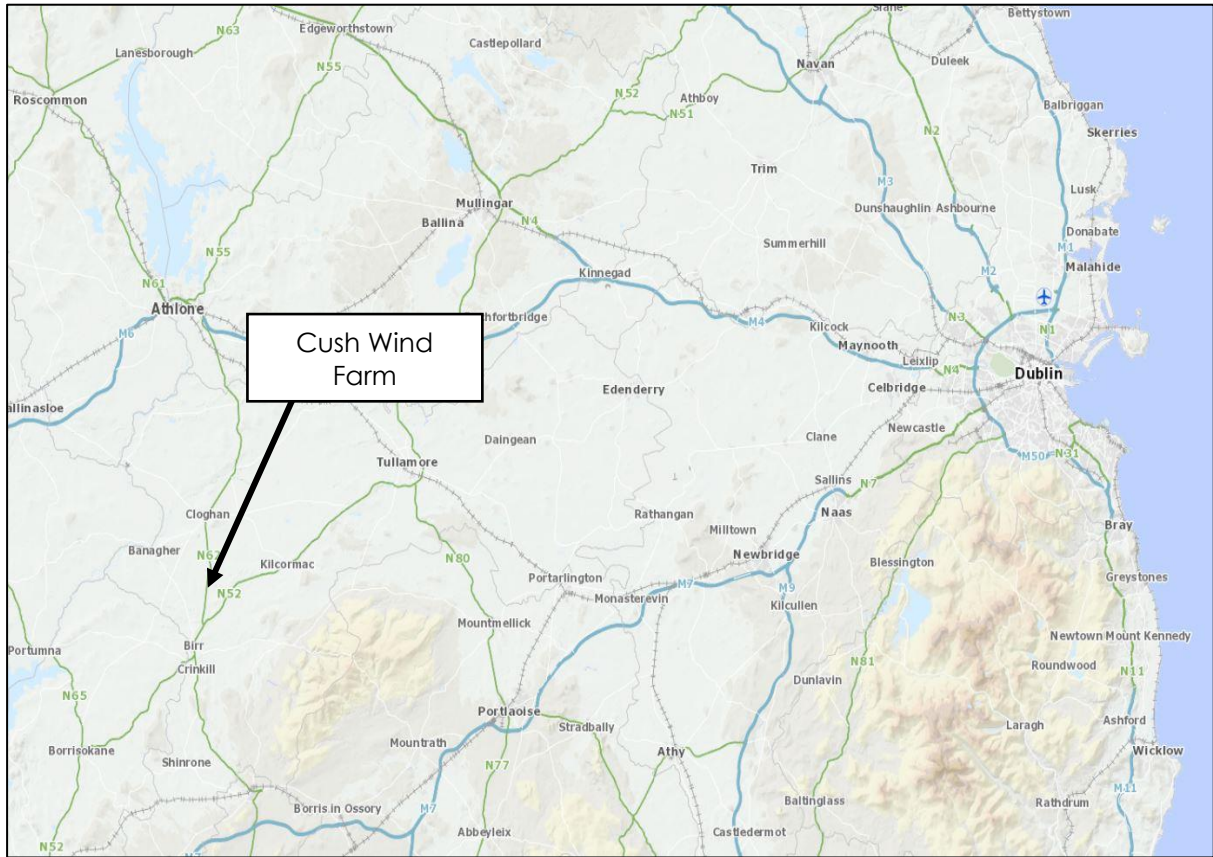 Slane
Bettystown
N63
Edgeworthstown
Lanesborough
Castlepollard
Navan
Duleek
N55
N52
Roscommon
Athboy
N51
Balbriggan
N2
Skerries
Trim
M3
Lusk
Mullingar
Dunshaughlin
Ashbourne
Ballina
N4
Donabate
N55
Summerhill
M1
Kinnegad
M2
Malahide
N61
Athlone
M6
Cush Wind
Farm
hfortbridge
M4
Kilcock
N3
N1
Maynooth
Leixlip
N4
Dublin
allinasloe
Edenderry
Celbridge
Newcastle
Daingean
Clane
M50
N31
Tullamore
Sallins
N7
Cloghan
Rathangan
Naas
Milltown
Bray
Banagher
N62
Kilcormac
N80
Newbridge
Blessington
Portarlington
M7
M9
Greystones
N52
Monasterevin
Kilcullen
Mountmellick
Newtown Mount Kennedy
Portumna
Birr
N81
Roundwood
Crinkill
Dunlavin
N11
N65
Portlaoise
Stradbally
Laragh
Ashford
Borrisokane
Mountrath
Athy
Wicklow
Shinrone
N77
M11
Baltinglass
Rathdrum
Borris in Ossory
M7
N52
M7
Abbeyleix
Castledermot